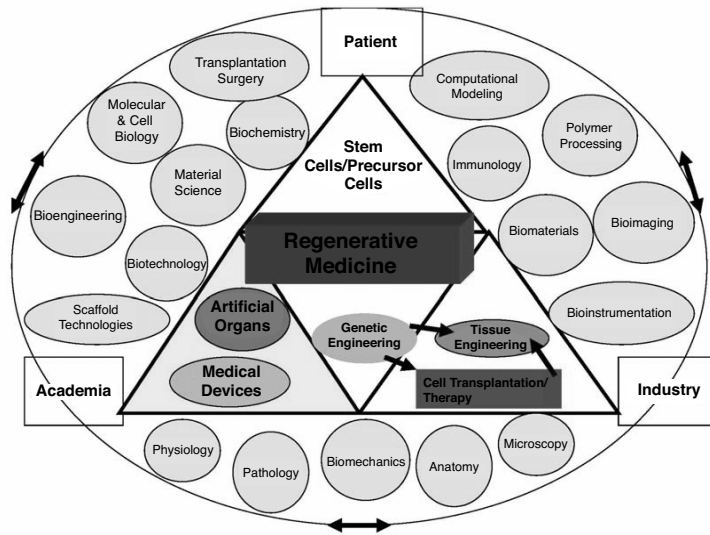 Patient
Transplantation
Surgery
Computational
Modeling
Molecular
& Cell
Biology
Biochemistry
Polymer
Processing
Stem
Cells/Precursor
Cells
Immunology
Material
Science
Bioengineering
Biomaterials
Bioimaging
Regenerative
Medicine
Biotechnology
Scaffold
Technologies
Artificial
Organs
Genetic
Engineering
Tissue
Engineering
Bioinstrumentation
Medical
Devices
Cell Transplantation/
Therapy
Academia
Industry
Physiology
Pathology
Biomechanics
Anatomy
Microscopy